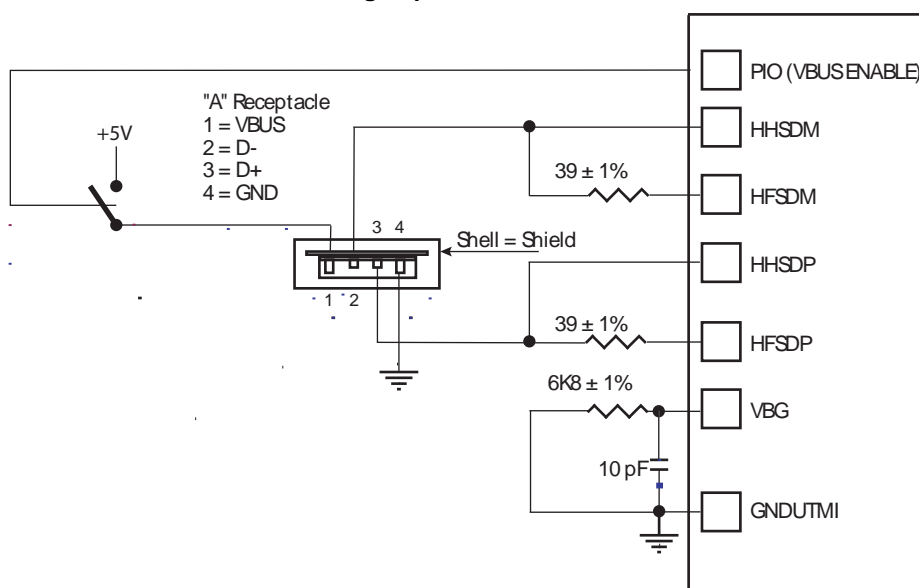 PIO (VBUS ENABLE)
"A" Receptacle
1 = VBUS
2 = D-
3 = D+
4 = GND
+5V
HHSDM
39 ± 1%
HFSDM
3 4
Shell = Shield
HHSDP
1 2
39 ± 1%
HFSDP
6K8 ± 1%
VBG
10 pF
GNDUTMI